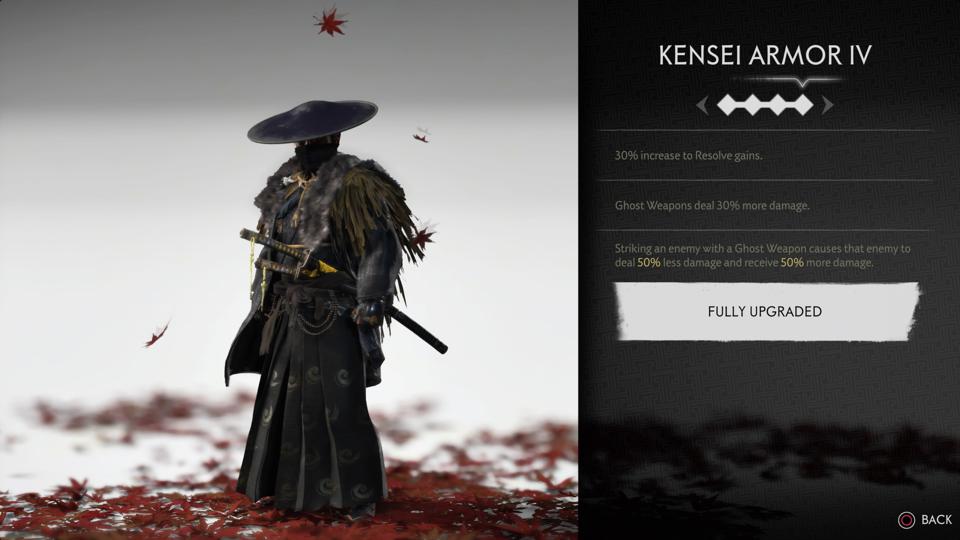 KENSEI ARMOR IV
30% increase to Resolve gains.
Ghost Weapons deal 30% more damage.
Striking an enemy with a Ghost Weapon causes that enemy to
deal 50% less damage and receive 50% more damage.
FULLY UPGRADED
BACK